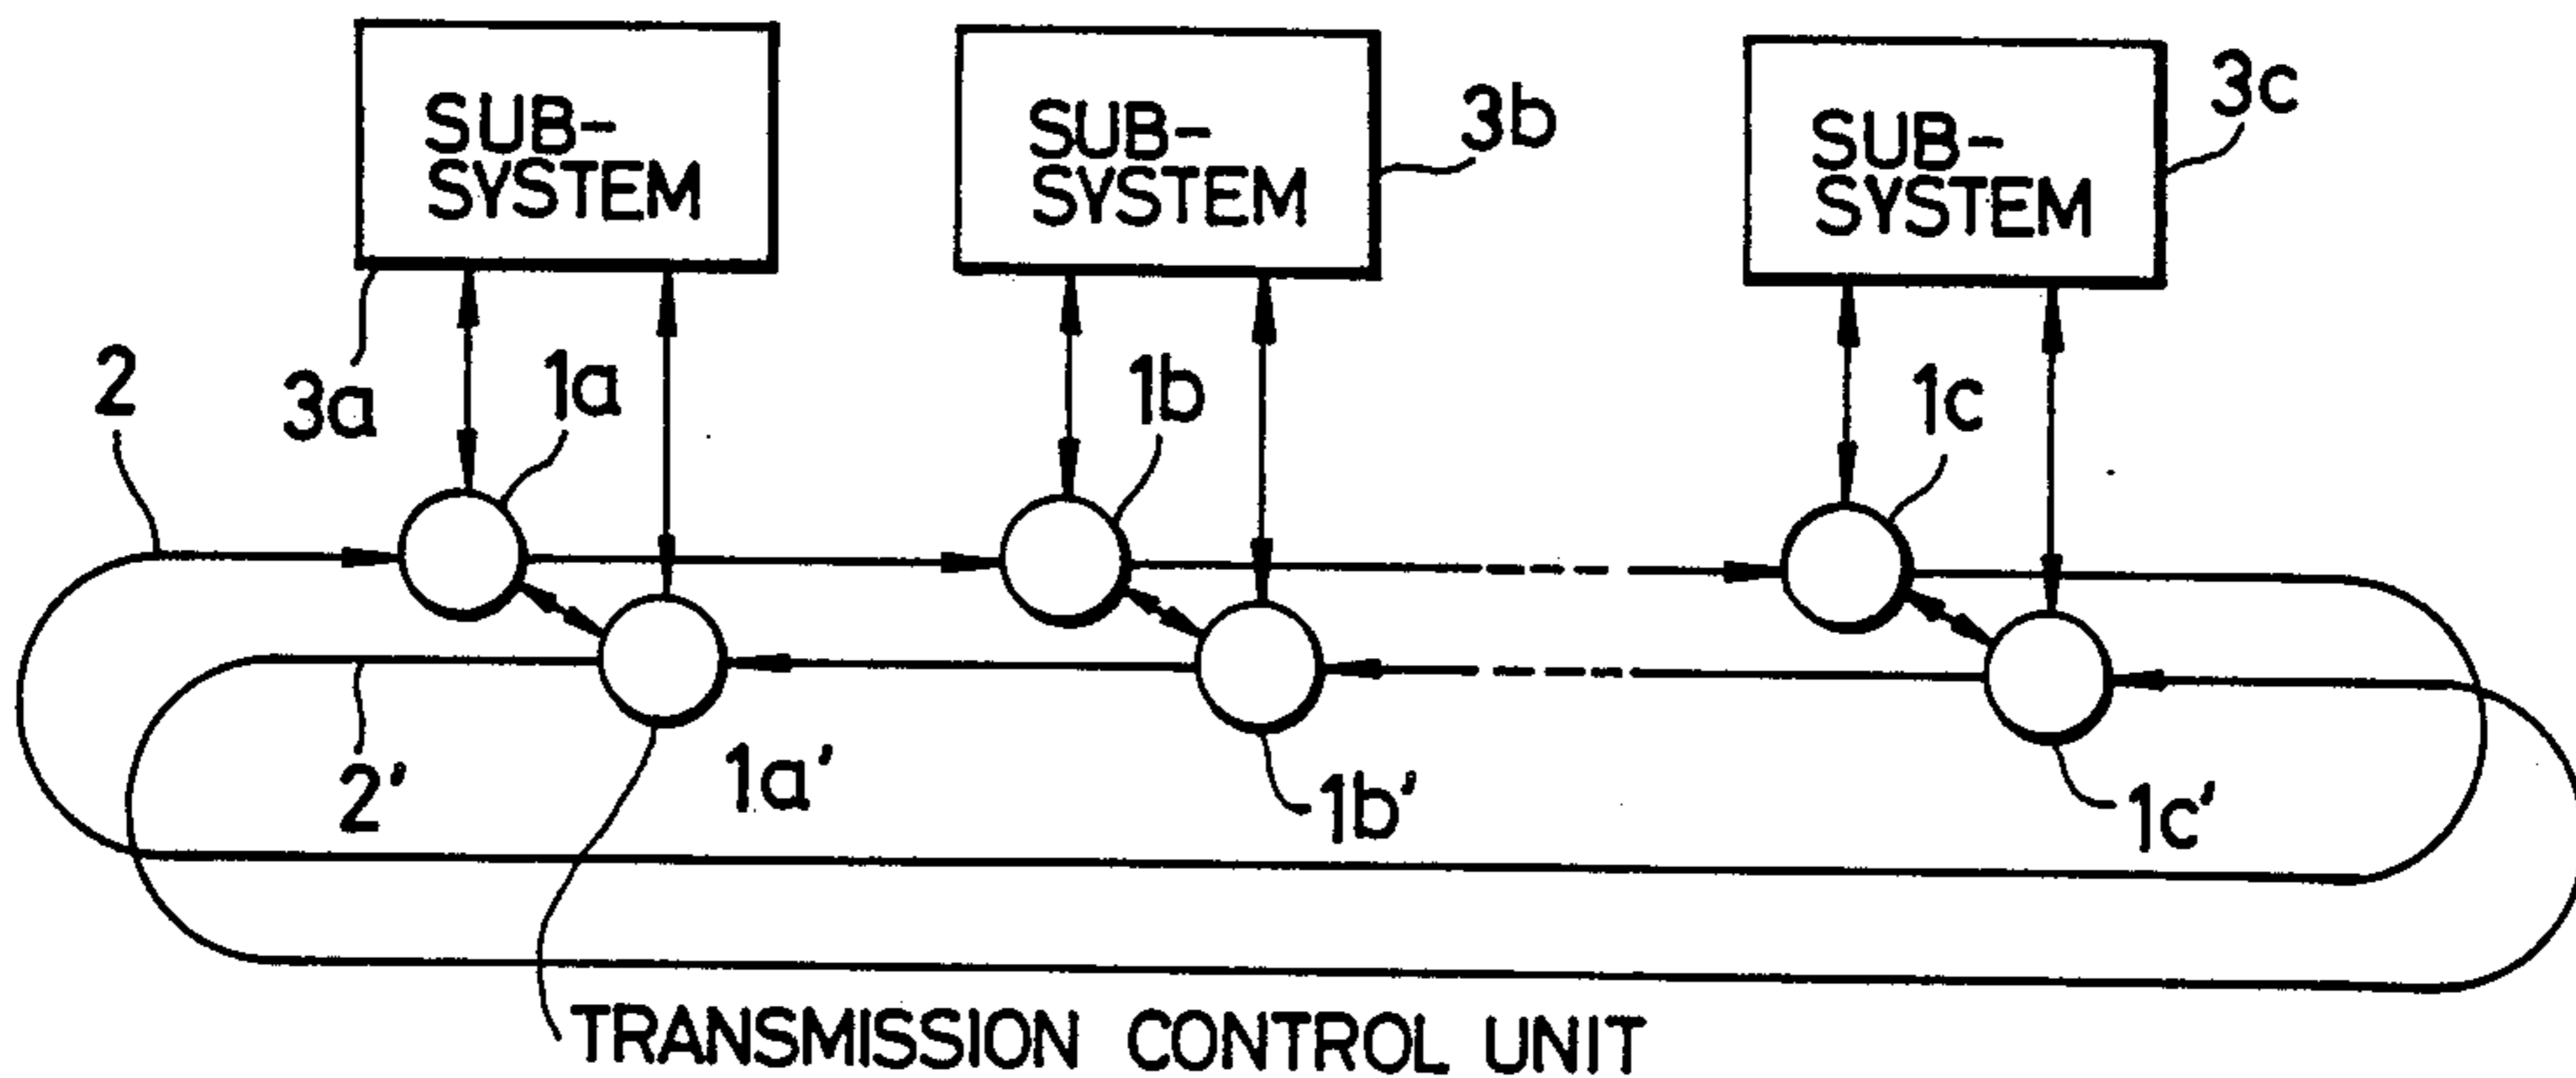 SUB-
SYSTEM
SUB-
SYSTEM
SUB-
SYSTEM
3a
3b
3c
2
1a
1b
1c
2'
1a'
1b'
1c'
TRANSMISSION CONTROL UNIT